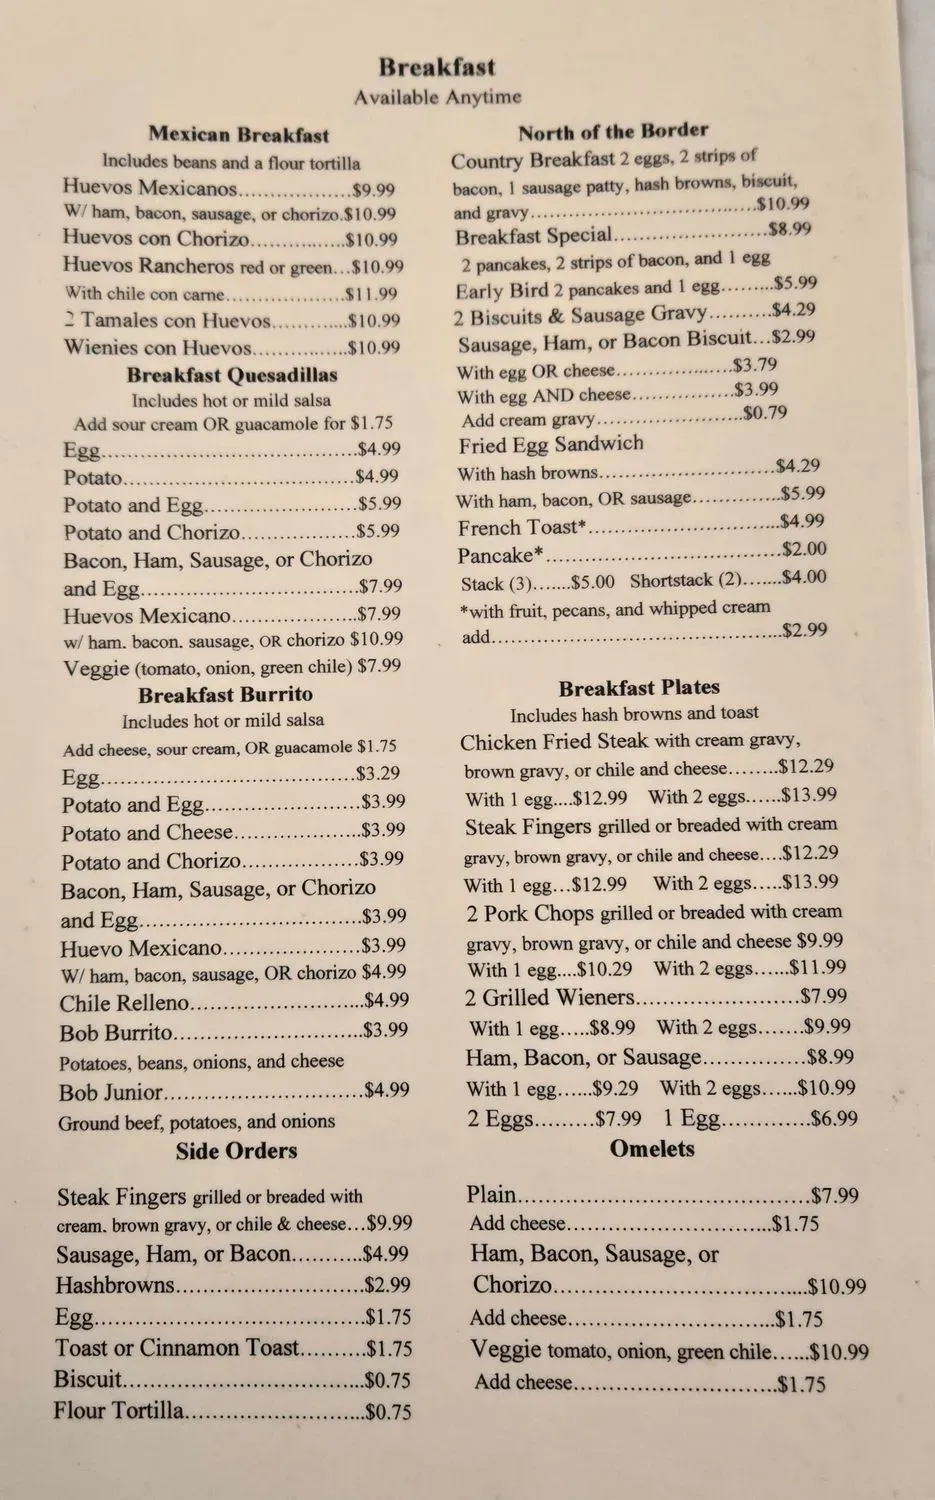 Breakfast
Available Anytime
Mexican Breakfast
Includes beans and a flour tortilla
Huevos Mexicanos................$9.99
W/ ham, bacon, sausage, or chorizo.$10.99
Huevos con Chorizo...............$10.99
Huevos Rancheros red or green...$10.99
With chile con carne..................$11.99
2 Tamales con Huevos............$10.99
Wienies con Huevos...............$10.99
Breakfast Quesadillas
Includes hot or mild salsa
Add sour cream OR guacamole for $1.75
Egg.......................................$4.99
Potato...................................$4.99
Potato and Egg.......................$5.99
Potato and Chorizo.................$5.99
Bacon, Ham, Sausage, or Chorizo
and Egg.................................$7.99
Huevos Mexicano...................$7.99
w/ ham. bacon. sausage, OR chorizo $10.99
Veggie (tomato, onion, green chile) $7.99
Breakfast Burrito
Includes hot or mild salsa
Add cheese, sour cream, OR guacamole $1.75
Egg.......................................$3.29
Potato and Egg.......................$3.99
Potato and Cheese...................$3.99
Potato and Chorizo.................$3.99
Bacon, Ham, Sausage, or Chorizo
and Egg.................................$3.99
Huevo Mexicano.....................$3.99
W/ ham, bacon, sausage, OR chorizo $4.99
Chile Relleno..........................$4.99
Bob Burrito............................$3.99
Potatoes, beans, onions, and cheese
Bob Junior..............................$4.99
Ground beef, potatoes, and onions
Side Orders
Steak Fingers grilled or breaded with
cream. brown gravy, or chile & cheese...$9.99
Sausage, Ham, or Bacon..........$4.99
Hashbrowns...........................$2.99
Egg.......................................$1.75
Toast or Cinnamon Toast..........$1.75
Biscuit...................................$0.75
Flour Tortilla..........................$0.75
North of the Border
Country Breakfast 2 eggs, 2 strips of
bacon, 1 sausage patty, hash browns, biscuit,
and gravy...................................$10.99
Breakfast Special.......................$8.99
2 pancakes, 2 strips of bacon, and 1 egg
Early Bird 2 pancakes and 1 egg.........$5.99
2 Biscuits & Sausage Gravy..........$4.29
Sausage, Ham, or Bacon Biscuit...$2.99
With egg OR cheese...................$3.79
With egg AND cheese................$3.99
Add cream gravy.......................$0.79
Fried Egg Sandwich
With hash browns...........................$4.29
With ham, bacon, OR sausage.............$5.99
French Toast*............................$4.99
Pancake*..................................$2.00
Stack (3).......$5.00 Shortstack (2).......$4.00
*with fruit, pecans, and whipped cream
add............................................$2.99
Breakfast Plates
Includes hash browns and toast
Chicken Fried Steak with cream gravy,
brown gravy, or chile and cheese........$12.29
With 1 egg....$12.99 With 2 eggs......$13.99
Steak Fingers grilled or breaded with cream
gravy, brown gravy, or chile and cheese....$12.29
With 1 egg...$12.99 With 2 eggs.....$13.99
2 Pork Chops grilled or breaded with cream
gravy, brown gravy, or chile and cheese $9.99
With 1 egg....$10.29 With 2 eggs......$11.99
2 Grilled Wieners........................$7.99
With 1 egg.....$8.99 With 2 eggs.......$9.99
Ham, Bacon, or Sausage...............$8.99
With 1 egg......$9.29 With 2 eggs......$10.99
2 Eggs.........$7.99 1 Egg.............$6.99
Omelets
Plain..........................................$7.99
Add cheese..............................$1.75
Ham, Bacon, Sausage, or
Chorizo.....................................$10.99
Add cheese..............................$1.75
Veggie tomato, onion, green chile......$10.99
Add cheese..............................$1.75